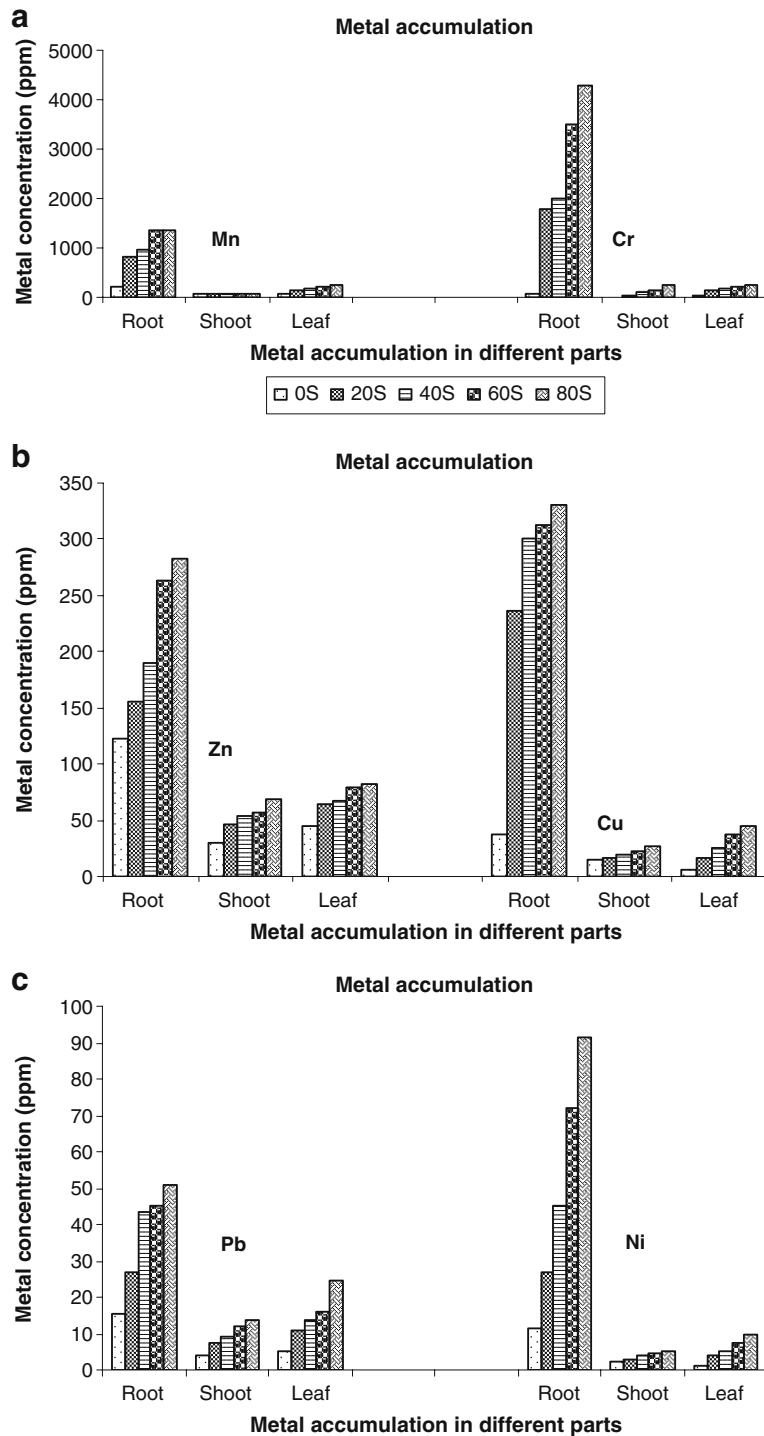 a
Metal accumulation
Metal concentration (ppm)
5000
4000
3000
2000
1000
0
Mn
Cr
Root Shoot Leaf Root Shoot Leaf
Metal accumulation in different parts
0S 20S 40S 60S 80S
b
Metal accumulation
Metal concentration (ppm)
350
300
250
200
150
100
50
0
Zn
Cu
Root Shoot Leaf Root Shoot Leaf
Metal accumulation in different parts
c
Metal accumulation
Metal concentration (ppm)
100
90
80
70
60
50
40
30
20
10
0
Pb
Ni
Root Shoot Leaf Root Shoot Leaf
Metal accumulation in different parts